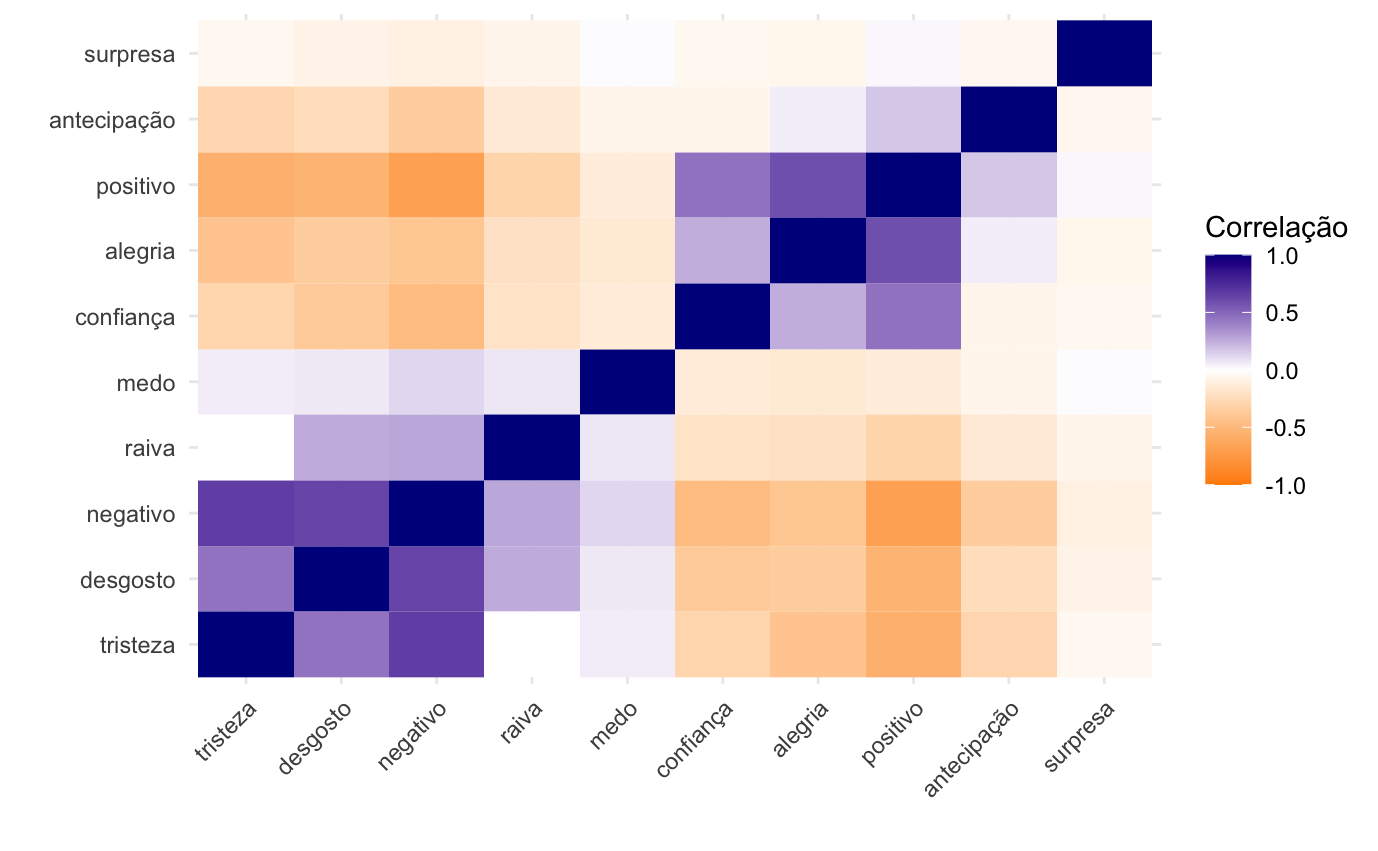 surpresa
antecipação
positivo
alegria
confiança
medo
raiva
negativo
desgosto
tristeza
tristeza
desgosto
negativo
raiva
medo
confiança
alegria
positivo
antecipação
surpresa
Correlação
1.0
0.5
0.0
-0.5
-1.0